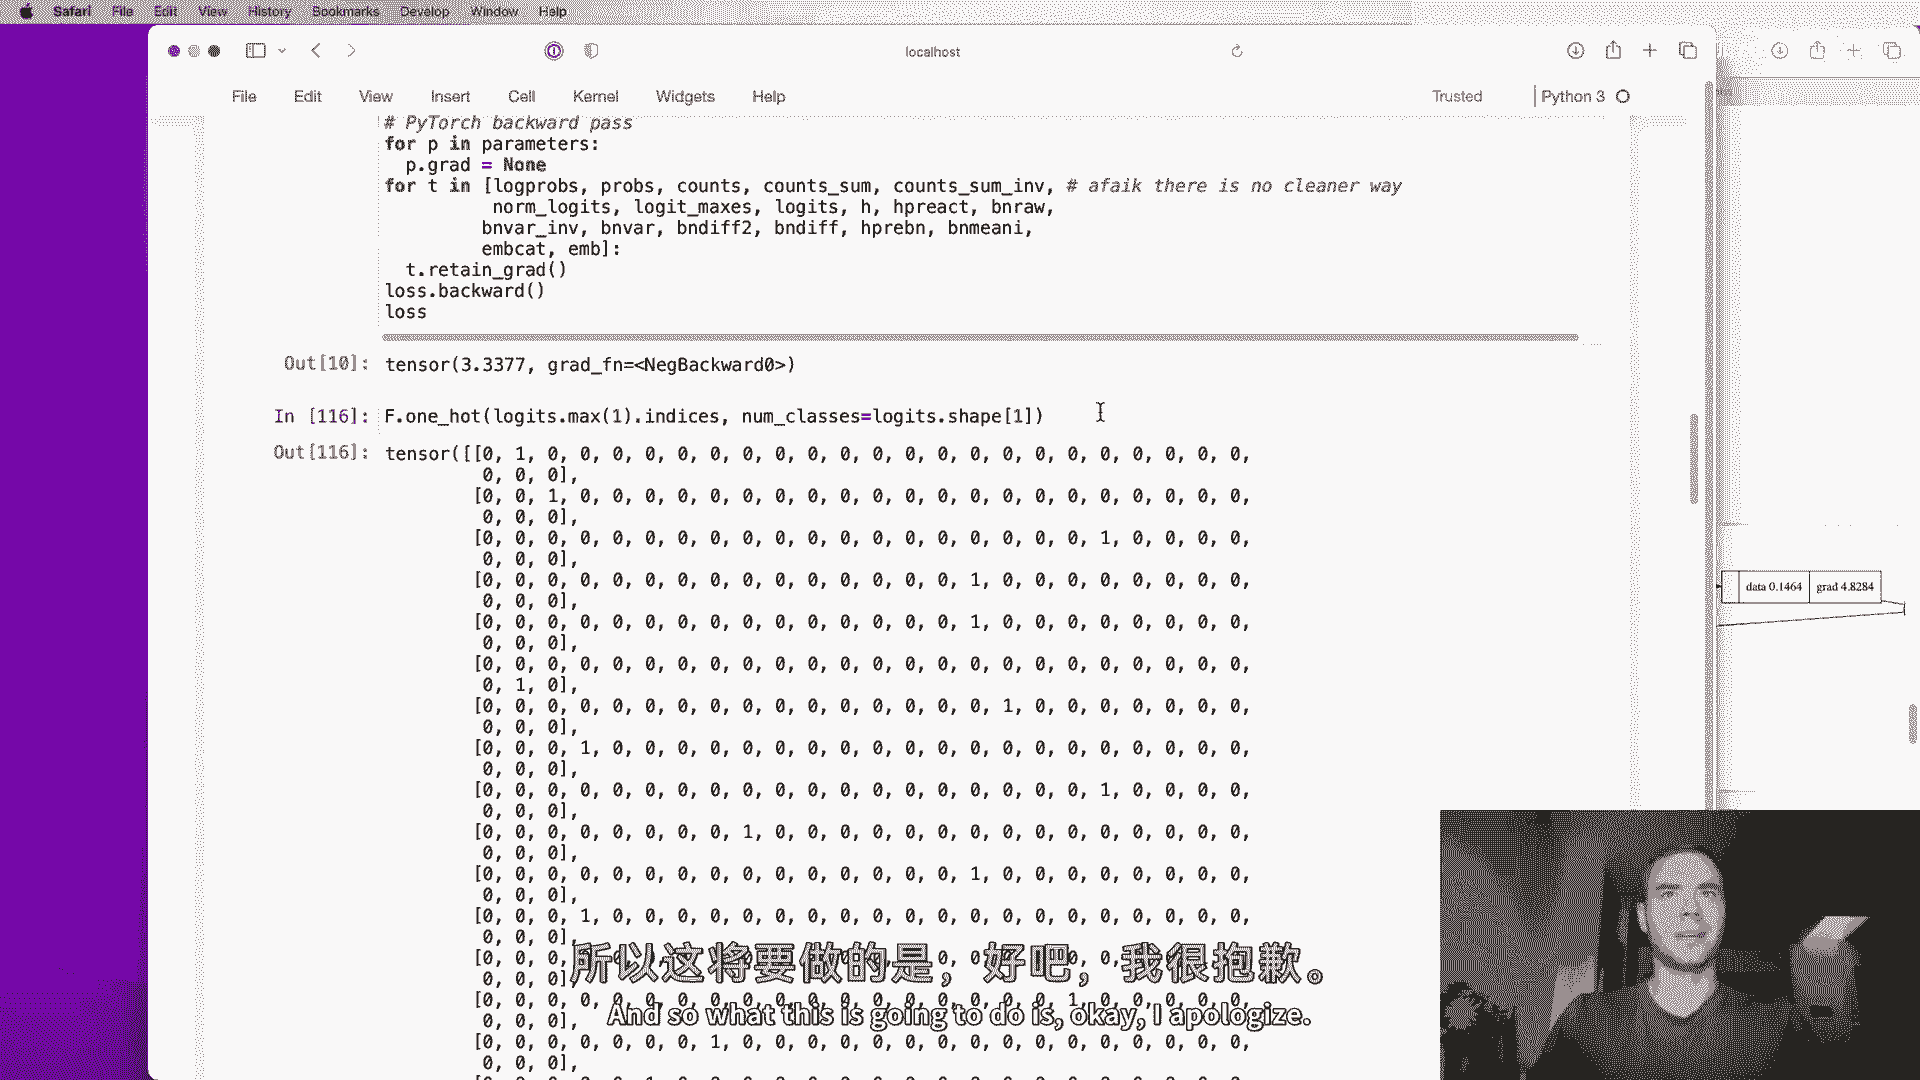 Safari File Edit View History Bookmarks Develop Window Help
localhost
File Edit View Insert Cell Kernel Widgets Help Trusted Python 3
# PyTorch backward pass
for p in parameters:
  p.grad = None
for t in [logprobs, probs, counts, counts_sum, counts_sum_inv, # afaik there is no cleaner way
          norm_logits, logit_maxes, logits, h, hpreact, bnraw,
         bnvar_inv, bnvar, bndiff2, bndiff, hprebn, bnmeani,
         embcat, emb]:
  t.retain_grad()
loss.backward()
loss
Out[10]: tensor(3.3377, grad_fn=<NegBackward0>)
In [116]: F.one_hot(logits.max(1).indices, num_classes=logits.shape[1])
Out[116]: tensor([[0, 1, 0, 0, 0, 0, 0, 0, 0, 0, 0, 0, 0, 0, 0, 0, 0, 0, 0, 0, 0, 0, 0, 0,
0, 0, 0],
[0, 0, 1, 0, 0, 0, 0, 0, 0, 0, 0, 0, 0, 0, 0, 0, 0, 0, 0, 0, 0, 0, 0, 0,
0, 0, 0],
[0, 0, 0, 0, 0, 0, 0, 0, 0, 0, 0, 0, 0, 0, 0, 0, 0, 0, 0, 1, 0, 0, 0, 0,
0, 0, 0],
[0, 0, 0, 0, 0, 0, 0, 0, 0, 0, 0, 0, 0, 0, 0, 1, 0, 0, 0, 0, 0, 0, 0, 0,
0, 0, 0],
[0, 0, 0, 0, 0, 0, 0, 0, 0, 0, 0, 0, 0, 0, 0, 1, 0, 0, 0, 0, 0, 0, 0, 0,
0, 0, 0],
[0, 0, 0, 0, 0, 0, 0, 0, 0, 0, 0, 0, 0, 0, 0, 0, 0, 0, 0, 0, 0, 0, 0, 0,
0, 1, 0],
[0, 0, 0, 0, 0, 0, 0, 0, 0, 0, 0, 0, 0, 0, 0, 0, 1, 0, 0, 0, 0, 0, 0, 0,
0, 0, 0],
[0, 0, 0, 1, 0, 0, 0, 0, 0, 0, 0, 0, 0, 0, 0, 0, 0, 0, 0, 0, 0, 0, 0, 0,
0, 0, 0],
[0, 0, 0, 0, 0, 0, 0, 0, 0, 0, 0, 0, 0, 0, 0, 0, 0, 0, 0, 1, 0, 0, 0, 0,
0, 0, 0],
[0, 0, 0, 0, 0, 0, 0, 0, 1, 0, 0, 0, 0, 0, 0, 0, 0, 0, 0, 0, 0, 0, 0, 0,
0, 0, 0],
[0, 0, 0, 0, 0, 0, 0, 0, 0, 0, 0, 0, 0, 0, 0, 1, 0, 0, 0, 0, 0, 0, 0, 0,
0, 0, 0],
[0, 0, 0, 1, 0, 0, 0, 0, 0, 0, 0, 0, 0, 0, 0, 0, 0, 0, 0, 0, 0, 0, 0, 0,
0, 0, 0],
[0, 0, 0,
0, 0, 0],
[0, 0, 0, 0, 0, 0, 0, 0, 0, 0, 0, 0, 0, 0, 0, 0, 0, 0, 1, 0, 0, 0, 0, 0,
0, 0, 0],
[0, 0, 0, 0, 0, 0, 0, 1, 0, 0, 0, 0, 0, 0, 0, 0, 0, 0, 0, 0, 0, 0, 0, 0,
0, 0, 0],
data 0.1464 grad 4.8284
所以这将要做的是，好吧，我很抱歉。
And so what this is going to do is, okay, I apologize.